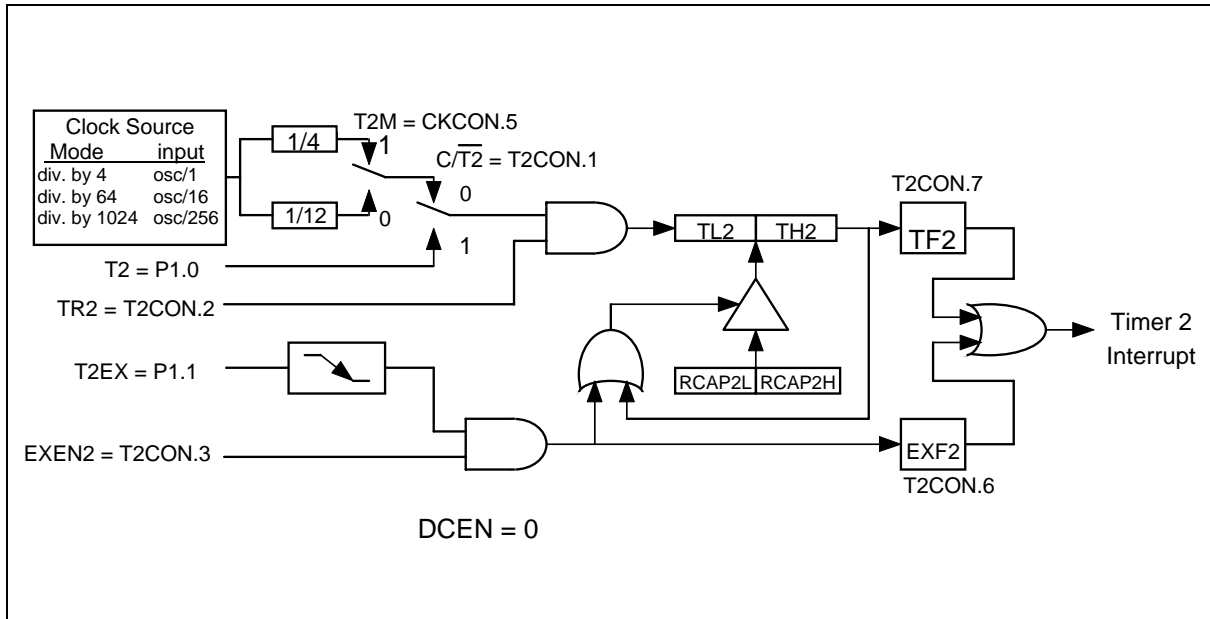 Clock Source
Mode input
div. by 4 osc/1
div. by 64 osc/16
div. by 1024 osc/256
1/4
1/12
T2M = CKCON.5
1
0
C/T2̅ = T2CON.1
0
1
T2 = P1.0
TR2 = T2CON.2
T2EX = P1.1
EXEN2 = T2CON.3
TL2 TH2
RCAP2L RCAP2H
T2CON.7
TF2
EXF2
T2CON.6
Timer 2
Interrupt
DCEN = 0